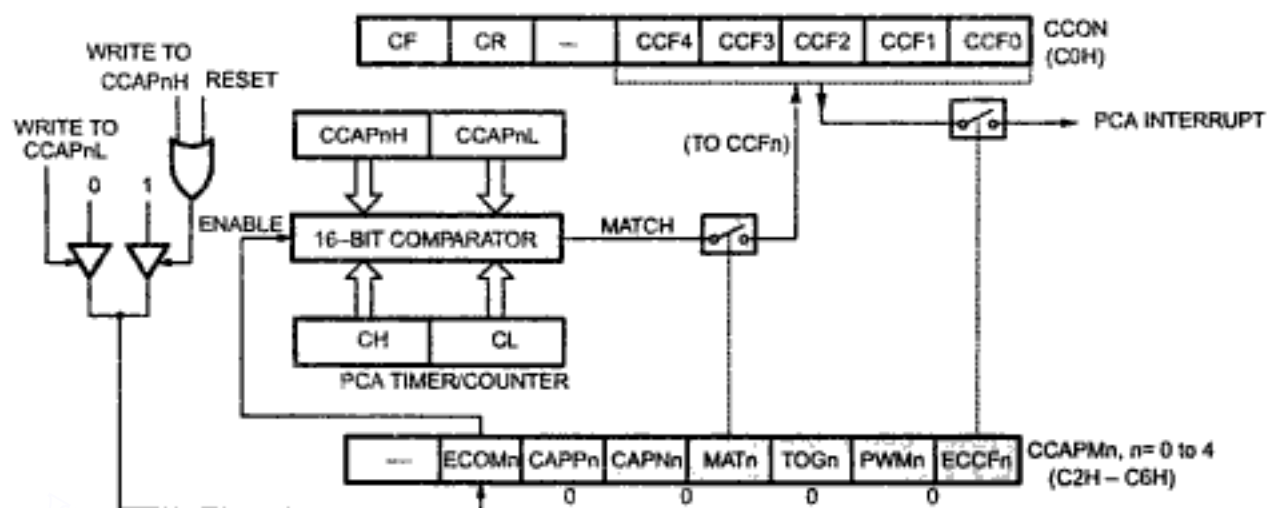 CF CR — CCF4 CCF3 CCF2 CCF1 CCF0
CCON
(C0H)
WRITE TO
CCAPnH RESET
WRITE TO
CCAPnL
0 1
CCAPnH CCAPnL
(TO CCFn)
PCA INTERRUPT
ENABLE
16–BIT COMPARATOR
MATCH
CH CL
PCA TIMER/COUNTER
— ECOMn CAPPn CAPNn MATn TOGn PWMn ECCFn
CCAPMn, n= 0 to 4
(C2H – C6H)
0 0 0 0